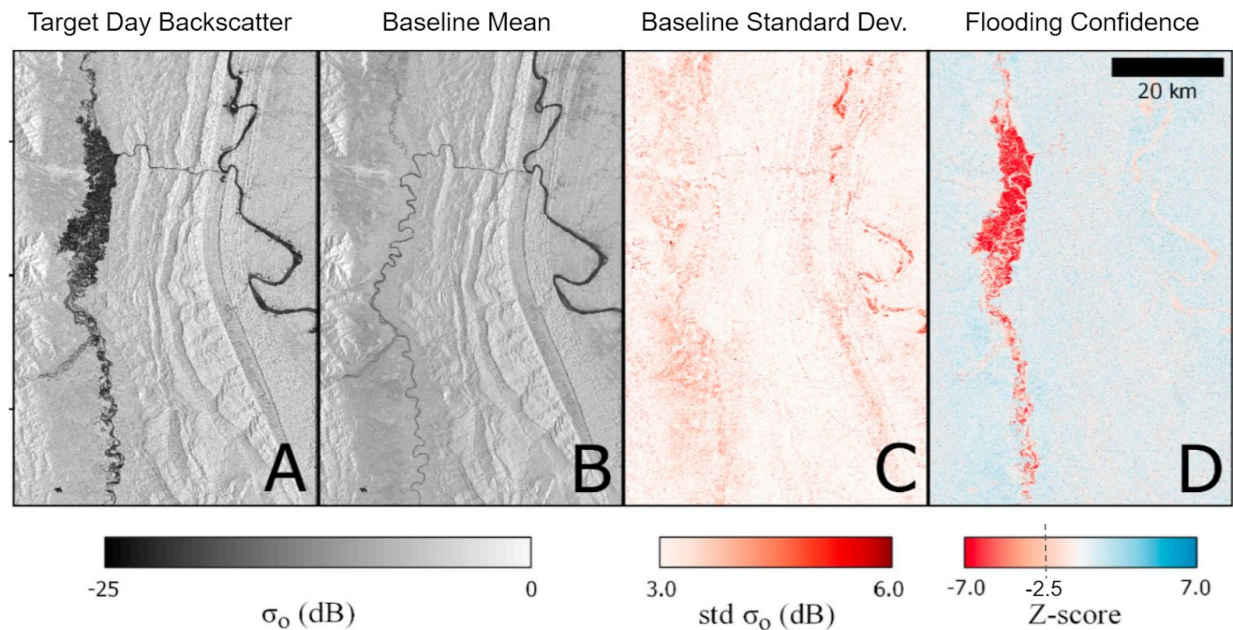 Target Day Backscatter
Baseline Mean
Baseline Standard Dev.
Flooding Confidence
20 km
A
B
C
D
-25
0
σₒ (dB)
3.0
6.0
std σₒ (dB)
-7.0
-2.5
7.0
Z-score